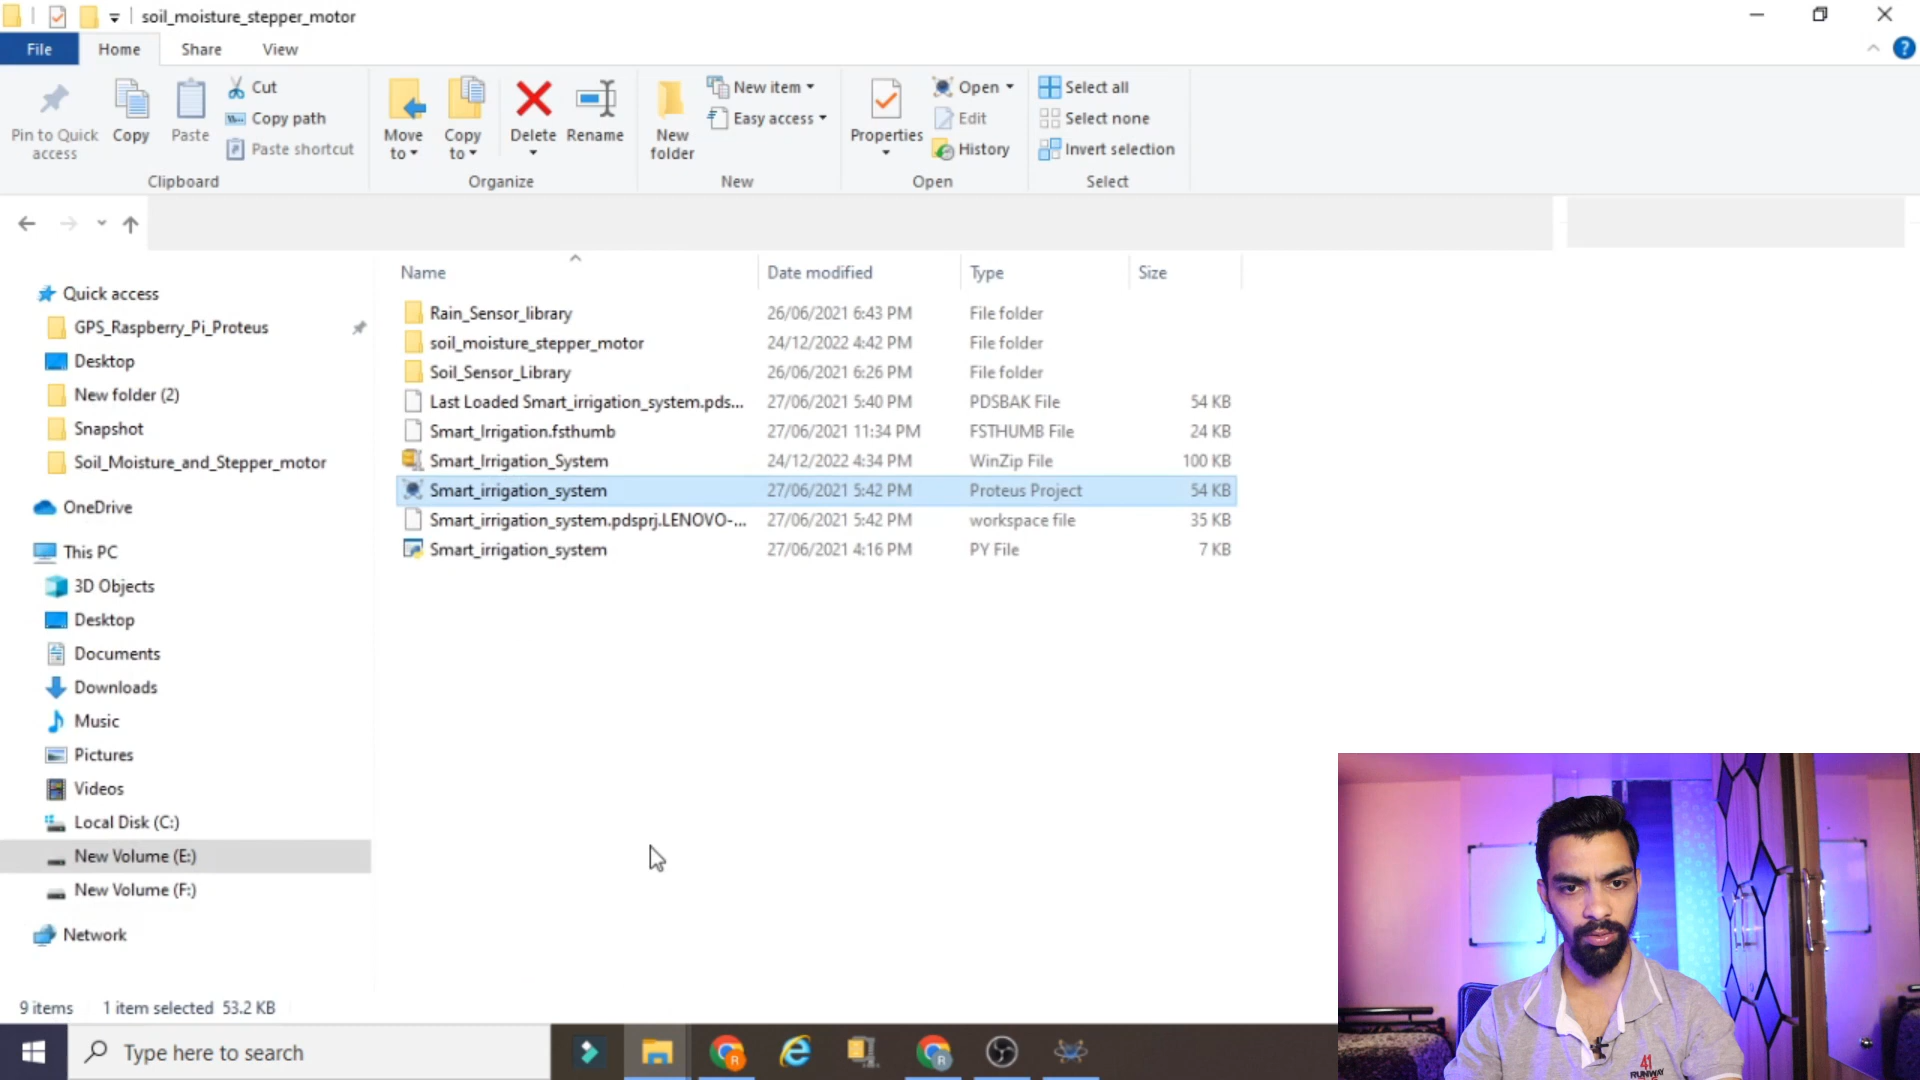 soil_moisture_stepper_motor
File Home Share View
Pin to Quick access
Copy
Paste
Cut
Copy path
Paste shortcut
Clipboard
Move to
Copy to
Delete
Rename
Organize
New folder
New item
Easy access
New
Properties
Open
Edit
History
Open
Select all
Select none
Invert selection
Select
Name Date modified Type Size
Rain_Sensor_library 26/06/2021 6:43 PM File folder
soil_moisture_stepper_motor 24/12/2022 4:42 PM File folder
Soil_Sensor_Library 26/06/2021 6:26 PM File folder
Last Loaded Smart_irrigation_system.pds... 27/06/2021 5:40 PM PDSBAK File 54 KB
Smart_Irrigation.fsthumb 27/06/2021 11:34 PM FSTHUMB File 24 KB
Smart_Irrigation_System 24/12/2022 4:34 PM WinZip File 100 KB
Smart_irrigation_system 27/06/2021 5:42 PM Proteus Project 54 KB
Smart_irrigation_system.pdsprj.LENOVO-... 27/06/2021 5:42 PM workspace file 35 KB
Smart_irrigation_system 27/06/2021 4:16 PM PY File 7 KB
Quick access
GPS_Raspberry_Pi_Proteus
Desktop
New folder (2)
Snapshot
Soil_Moisture_and_Stepper_motor
OneDrive
This PC
3D Objects
Desktop
Documents
Downloads
Music
Pictures
Videos
Local Disk (C:)
New Volume (E:)
New Volume (F:)
Network
9 items 1 item selected 53.2 KB
Type here to search
41
RUNWAY